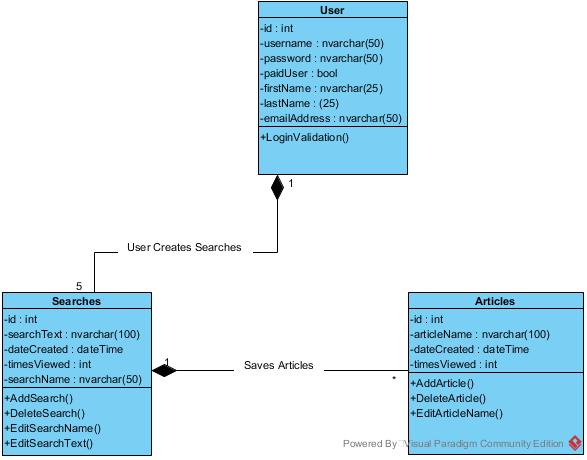 User
-id : int
-username : nvarchar(50)
-password : nvarchar(50)
-paidUser : bool
-firstName : nvarchar(25)
-lastName : (25)
-emailAddress : nvarchar(50)
+LoginValidation()
1
User Creates Searches
5
Searches
-id : int
-searchText : nvarchar(100)
-dateCreated : dateTime
-timesViewed : int
-searchName : nvarchar(50)
+AddSearch()
+DeleteSearch()
+EditSearchName()
+EditSearchText()
1
Saves Articles
*
Articles
-id : int
-articleName : nvarchar(100)
-dateCreated : dateTime
-timesViewed : int
+AddArticle()
+DeleteArticle()
+EditArticleName()
Powered By Visual Paradigm Community Edition